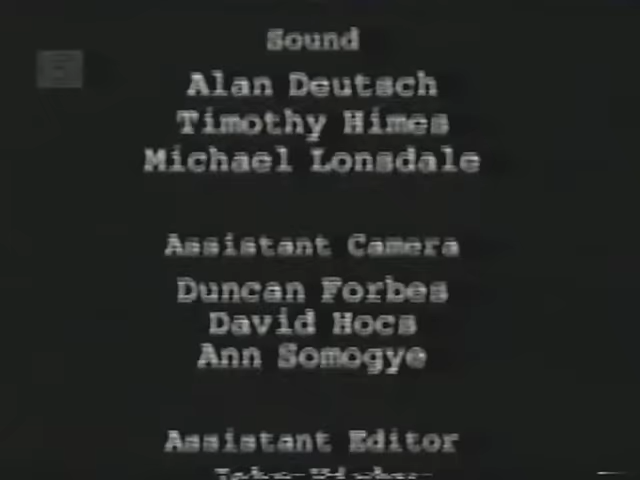 Sound
Alan Deutsch
Timothy Himes
Michael Lonsdale
Assistant Camera
Duncan Forbes
David Hocs
Ann Somogye
Assistant Editor